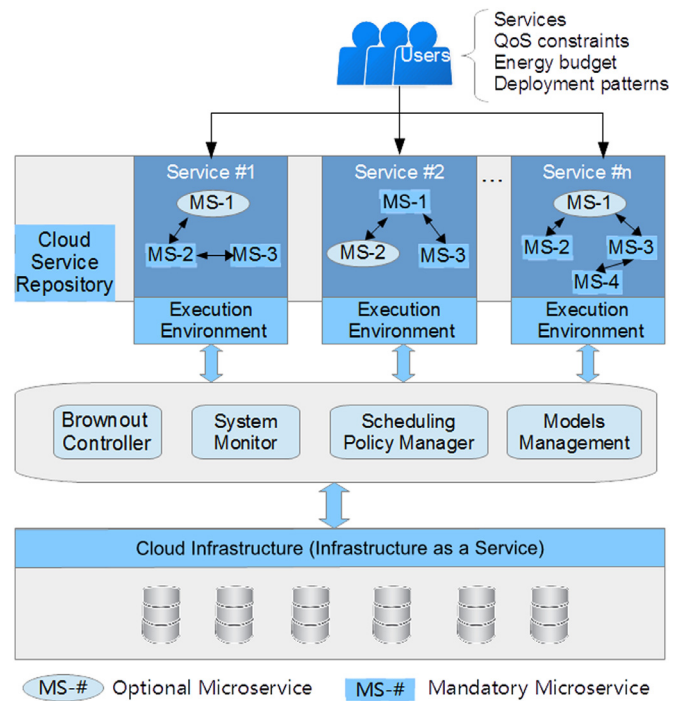 Users
Services
QoS constraints
Energy budget
Deployment patterns
Cloud
Service
Repository
Service #1
MS-1
MS-2
MS-3
Execution
Environment
Service #2
MS-1
MS-2
MS-3
Execution
Environment
...
Service #n
MS-1
MS-2
MS-3
MS-4
Execution
Environment
Brownout
Controller
System
Monitor
Scheduling
Policy Manager
Models
Management
Cloud Infrastructure (Infrastructure as a Service)
MS-# Optional Microservice
MS-# Mandatory Microservice